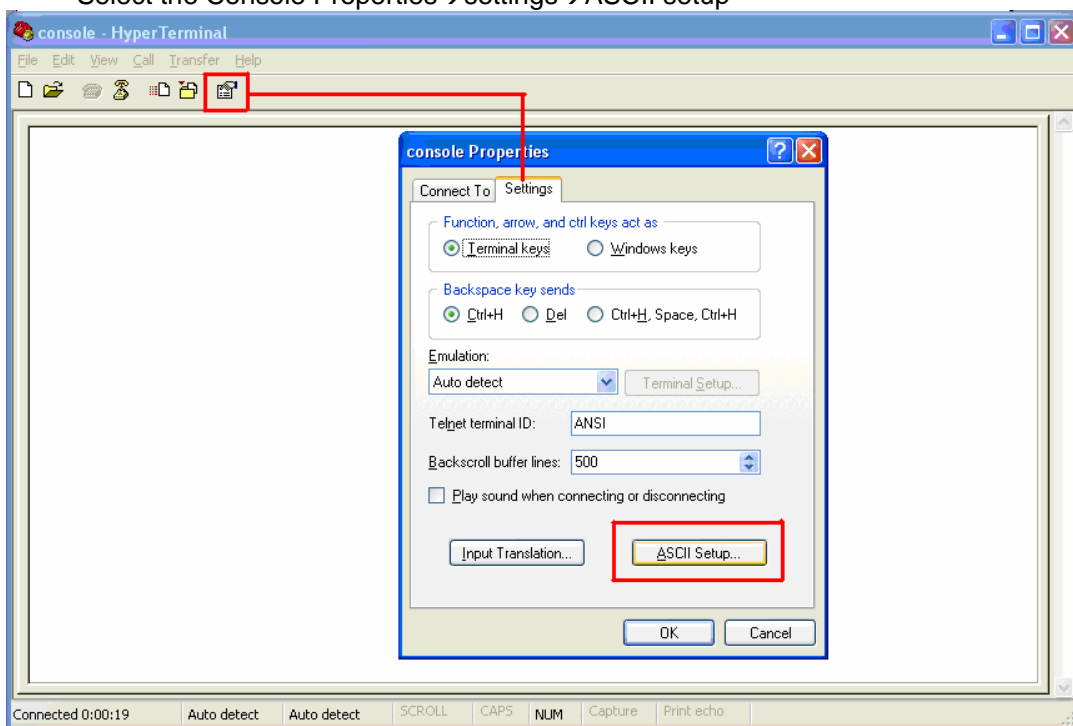 Select the Console Properties→settings→ASCII setup
console - HyperTerminal
File Edit View Call Transfer Help
console Properties
Connect To Settings
Function, arrow, and ctrl keys act as
Terminal keys Windows keys
Backspace key sends
Ctrl+H Del Ctrl+H, Space, Ctrl+H
Emulation:
Auto detect Terminal Setup...
Telnet terminal ID: ANSI
Backscroll buffer lines: 500
Play sound when connecting or disconnecting
Input Translation... ASCII Setup...
OK Cancel
Connected 0:00:19 Auto detect Auto detect SCROLL CAPS NUM Capture Print echo